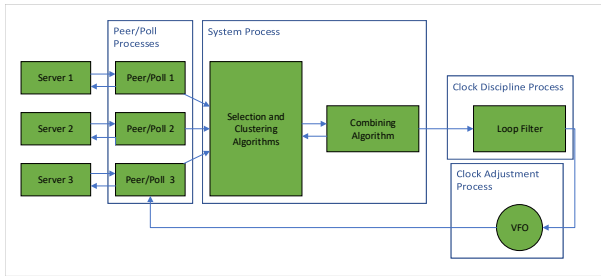 Peer/Poll
Processes
System Process
Server 1
Peer/Poll 1
Server 2
Peer/Poll 2
Server 3
Peer/Poll 3
Selection and
Clustering
Algorithms
Combining
Algorithm
Clock Discipline Process
Loop Filter
Clock Adjustment
Process
VFO